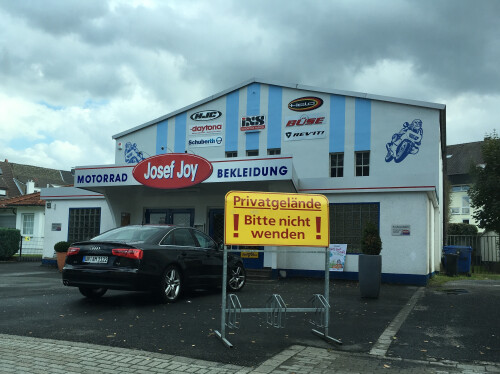 HJC
HELD
daytona
IXS
BÜSE
Schuberth
REV'IT!
MOTORRAD Josef Joy BEKLEIDUNG
Privatgelände
! Bitte nicht !
wenden